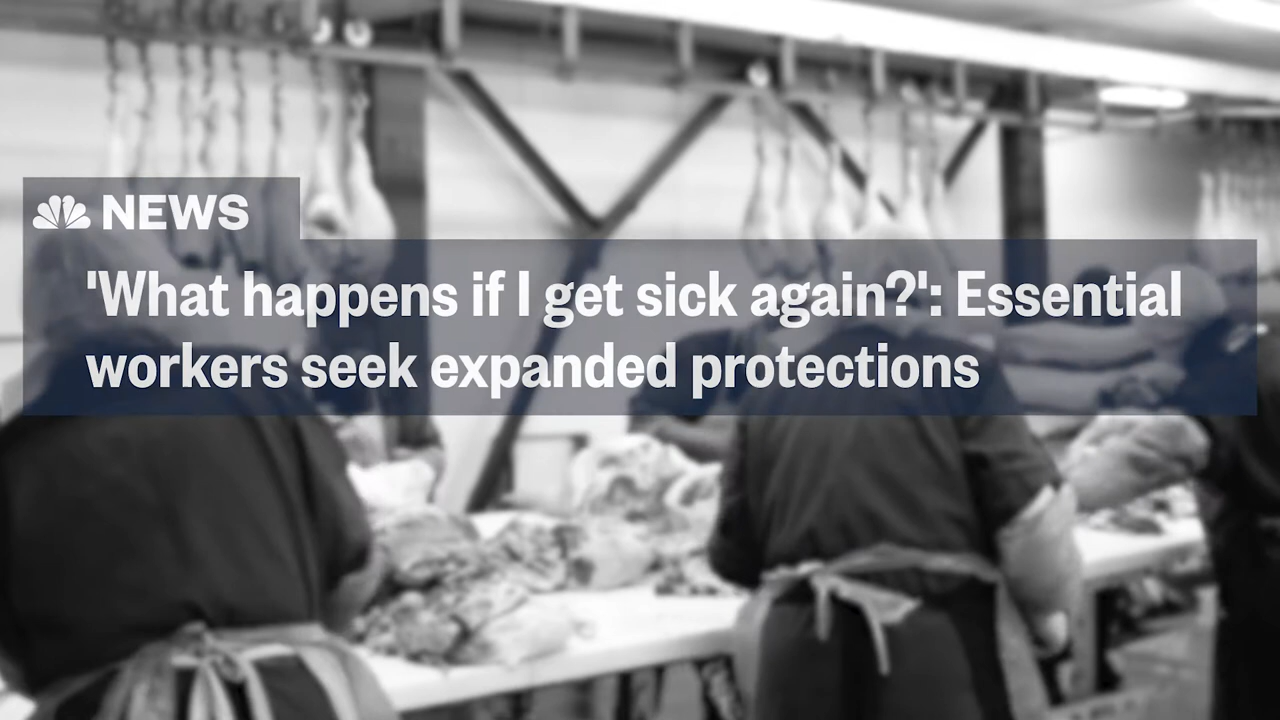 NEWS
'What happens if I get sick again?': Essential
workers seek expanded protections